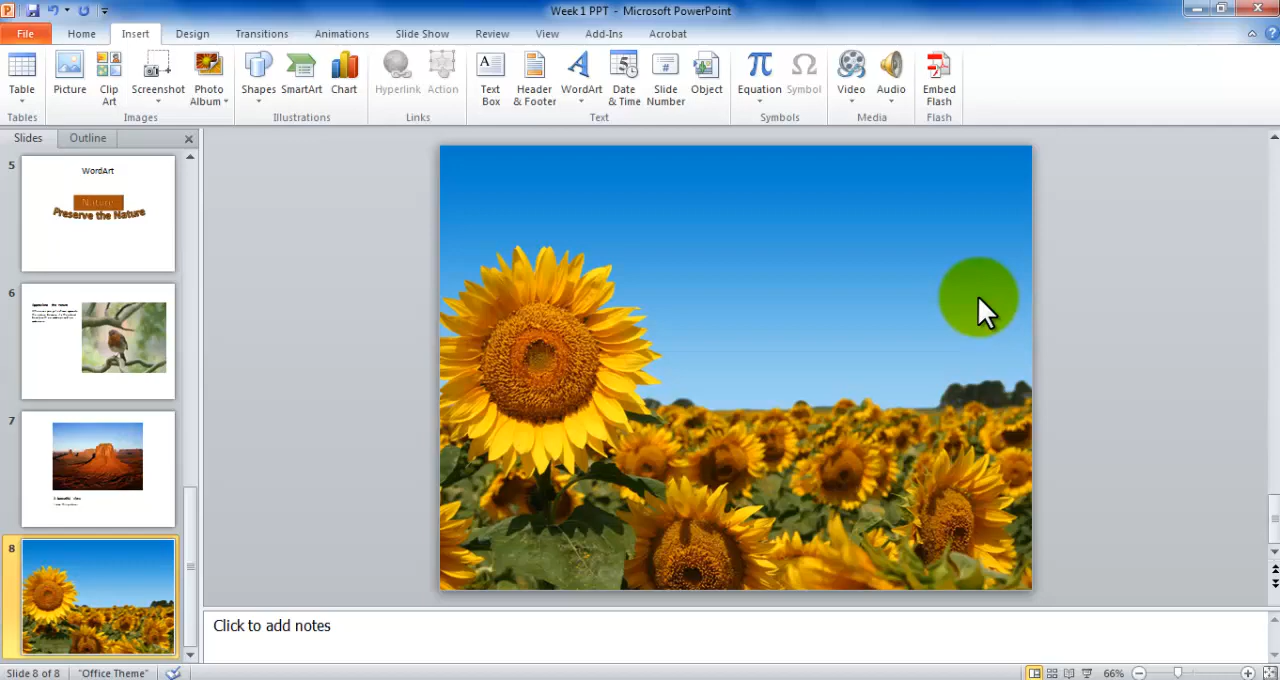 Week 1 PPT - Microsoft PowerPoint
File Home Insert Design Transitions Animations Slide Show Review View Add-Ins Acrobat
Table Picture Clip Art Screenshot Photo Album Shapes SmartArt Chart Hyperlink Action Text Box Header & Footer WordArt Date & Time Slide Number Object Equation Symbol Video Audio Embed Flash
Tables Images Illustrations Links Text Symbols Media Flash
Slides Outline
5
WordArt
Nature
Preserve the Nature
6
7
8
Click to add notes
Slide 8 of 8 "Office Theme" 66%